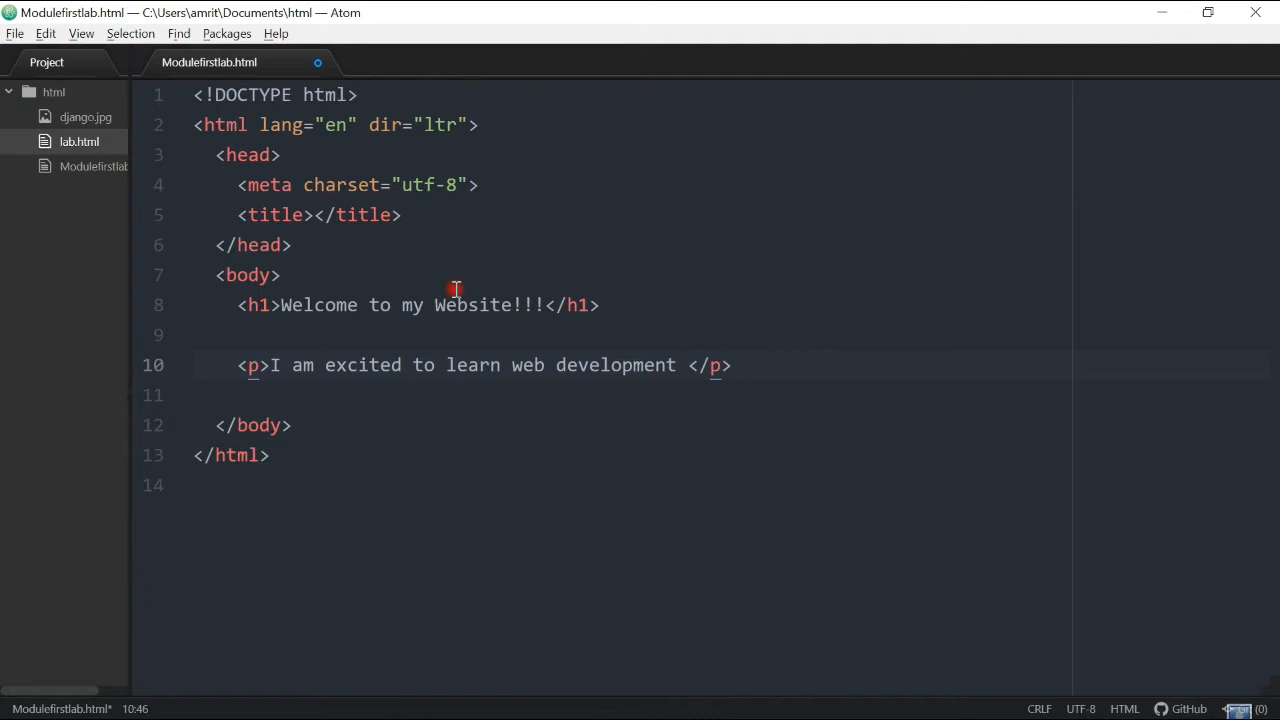 Modulefirstlab.html — C:\Users\amrit\Documents\html — Atom
File Edit View Selection Find Packages Help
Project Modulefirstlab.html
html
django.jpg
lab.html
Modulefirstlab
1 <!DOCTYPE html>
2 <html lang="en" dir="ltr">
3 <head>
4 <meta charset="utf-8">
5 <title></title>
6 </head>
7 <body>
8 <h1>Welcome to my Website!!!</h1>
9
10 <p>I am excited to learn web development </p>
11
12 </body>
13 </html>
14
Modulefirstlab.html* 10:46 CRLF UTF-8 HTML GitHub (0)